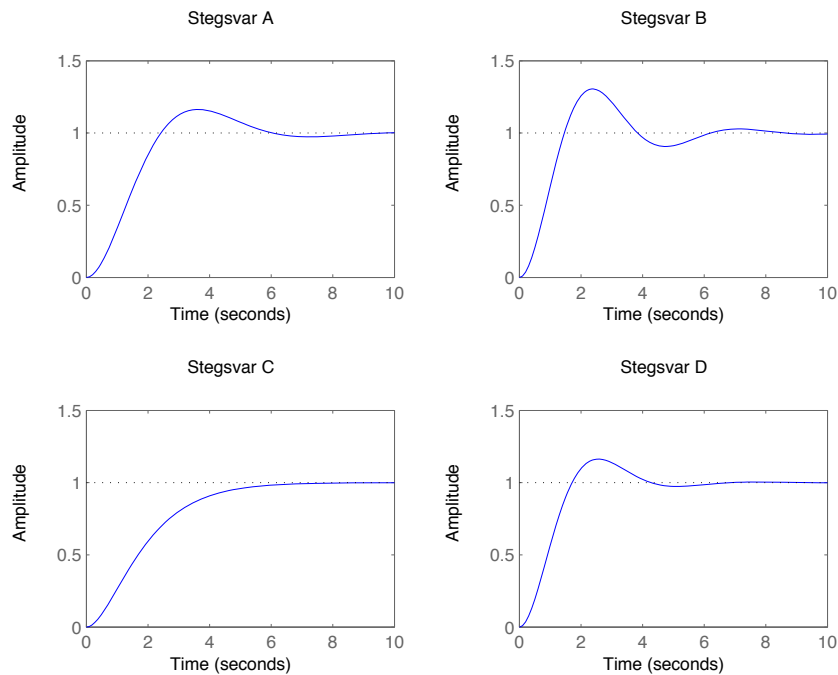 Stegsvar A
Amplitude
1.5
1
0.5
0
0 2 4 6 8 10
Time (seconds)
Stegsvar B
Amplitude
1.5
1
0.5
0
0 2 4 6 8 10
Time (seconds)
Stegsvar C
Amplitude
1.5
1
0.5
0
0 2 4 6 8 10
Time (seconds)
Stegsvar D
Amplitude
1.5
1
0.5
0
0 2 4 6 8 10
Time (seconds)